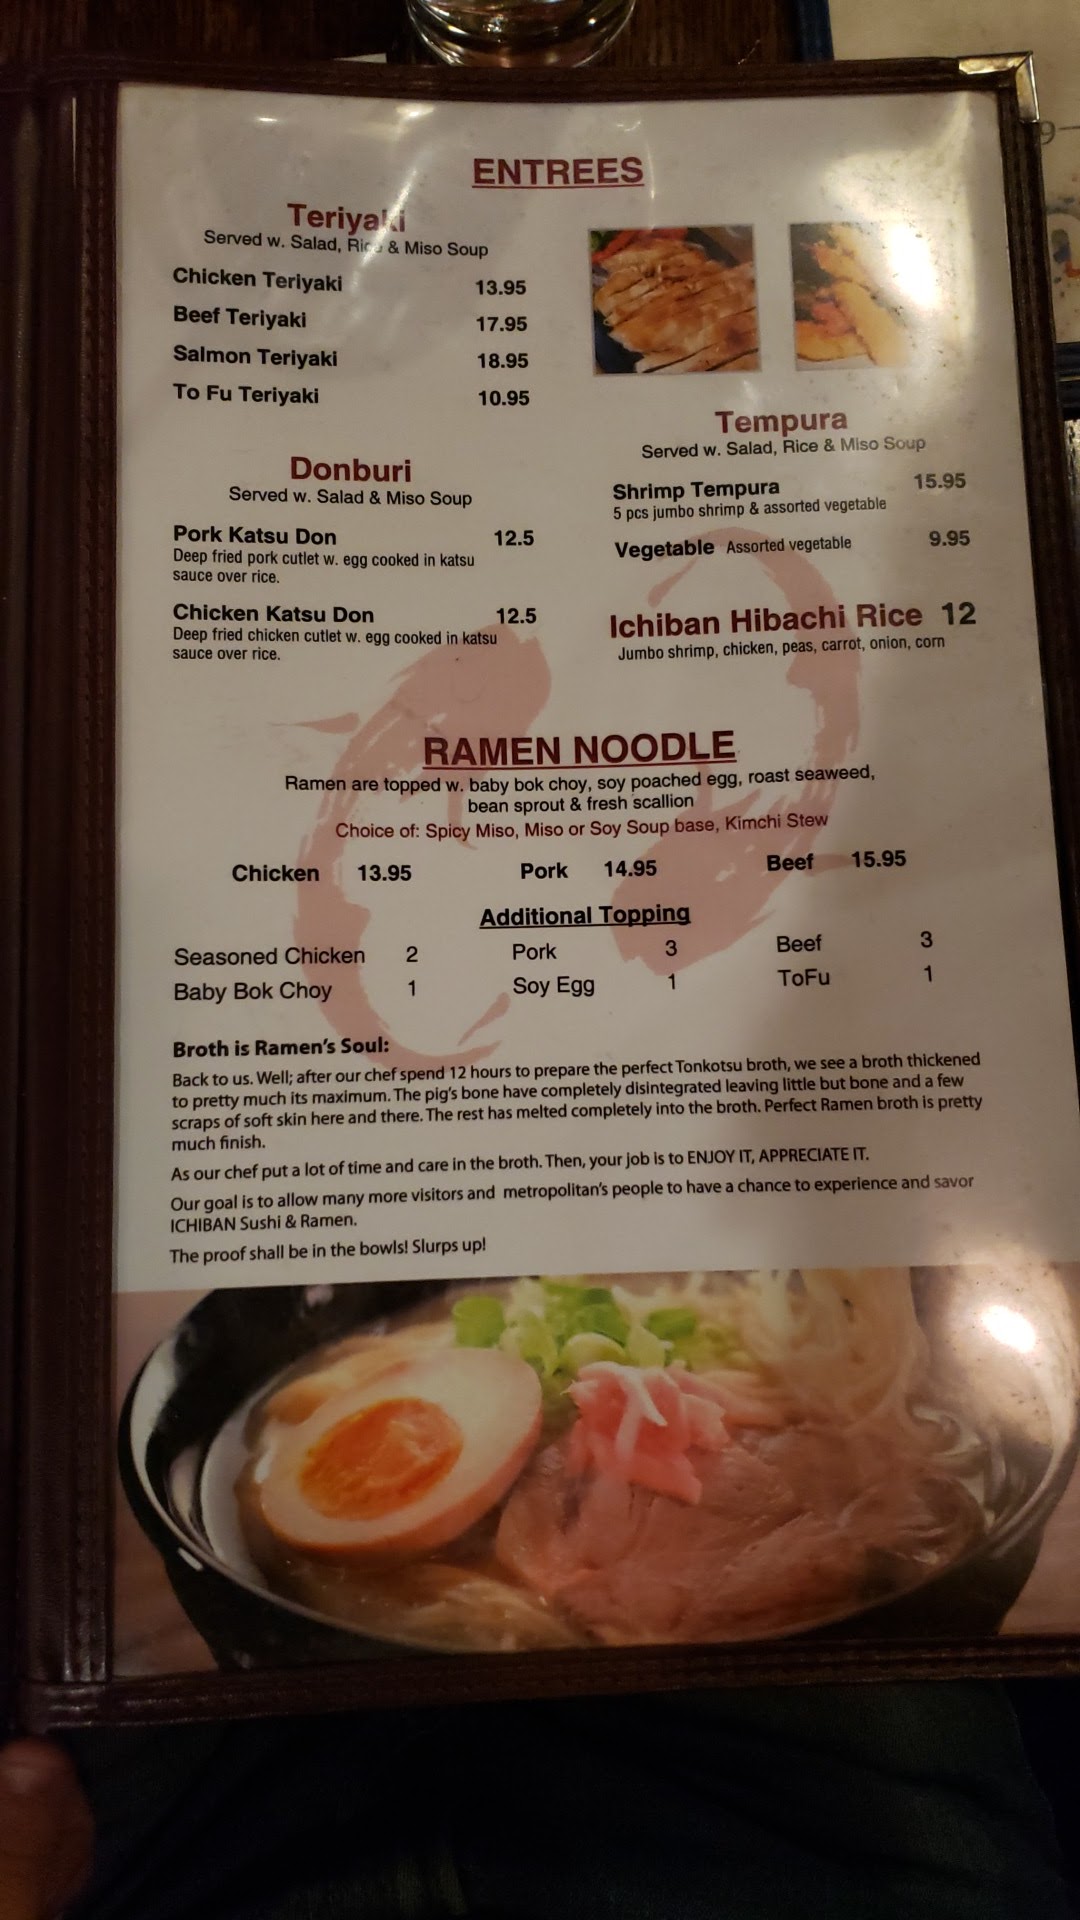 ENTREES
Teriyaki
Served w. Salad, Rice & Miso Soup
Chicken Teriyaki 13.95
Beef Teriyaki 17.95
Salmon Teriyaki 18.95
To Fu Teriyaki 10.95
Donburi
Served w. Salad & Miso Soup
Pork Katsu Don 12.5
Deep fried pork cutlet w. egg cooked in katsu
sauce over rice.
Chicken Katsu Don 12.5
Deep fried chicken cutlet w. egg cooked in katsu
sauce over rice.
Tempura
Served w. Salad, Rice & Miso Soup
Shrimp Tempura 15.95
5 pcs jumbo shrimp & assorted vegetable
Vegetable Assorted vegetable 9.95
Ichiban Hibachi Rice 12
Jumbo shrimp, chicken, peas, carrot, onion, corn
RAMEN NOODLE
Ramen are topped w. baby bok choy, soy poached egg, roast seaweed,
bean sprout & fresh scallion
Choice of: Spicy Miso, Miso or Soy Soup base, Kimchi Stew
Chicken 13.95 Pork 14.95 Beef 15.95
Additional Topping
Seasoned Chicken 2 Pork 3 Beef 3
Baby Bok Choy 1 Soy Egg 1 ToFu 1
Broth is Ramen's Soul:
Back to us. Well; after our chef spend 12 hours to prepare the perfect Tonkotsu broth, we see a broth thickened
to pretty much its maximum. The pig's bone have completely disintegrated leaving little but bone and a few
scraps of soft skin here and there. The rest has melted completely into the broth. Perfect Ramen broth is pretty
much finish.
As our chef put a lot of time and care in the broth. Then, your job is to ENJOY IT, APPRECIATE IT.
Our goal is to allow many more visitors and metropolitan's people to have a chance to experience and savor
ICHIBAN Sushi & Ramen.
The proof shall be in the bowls! Slurps up!